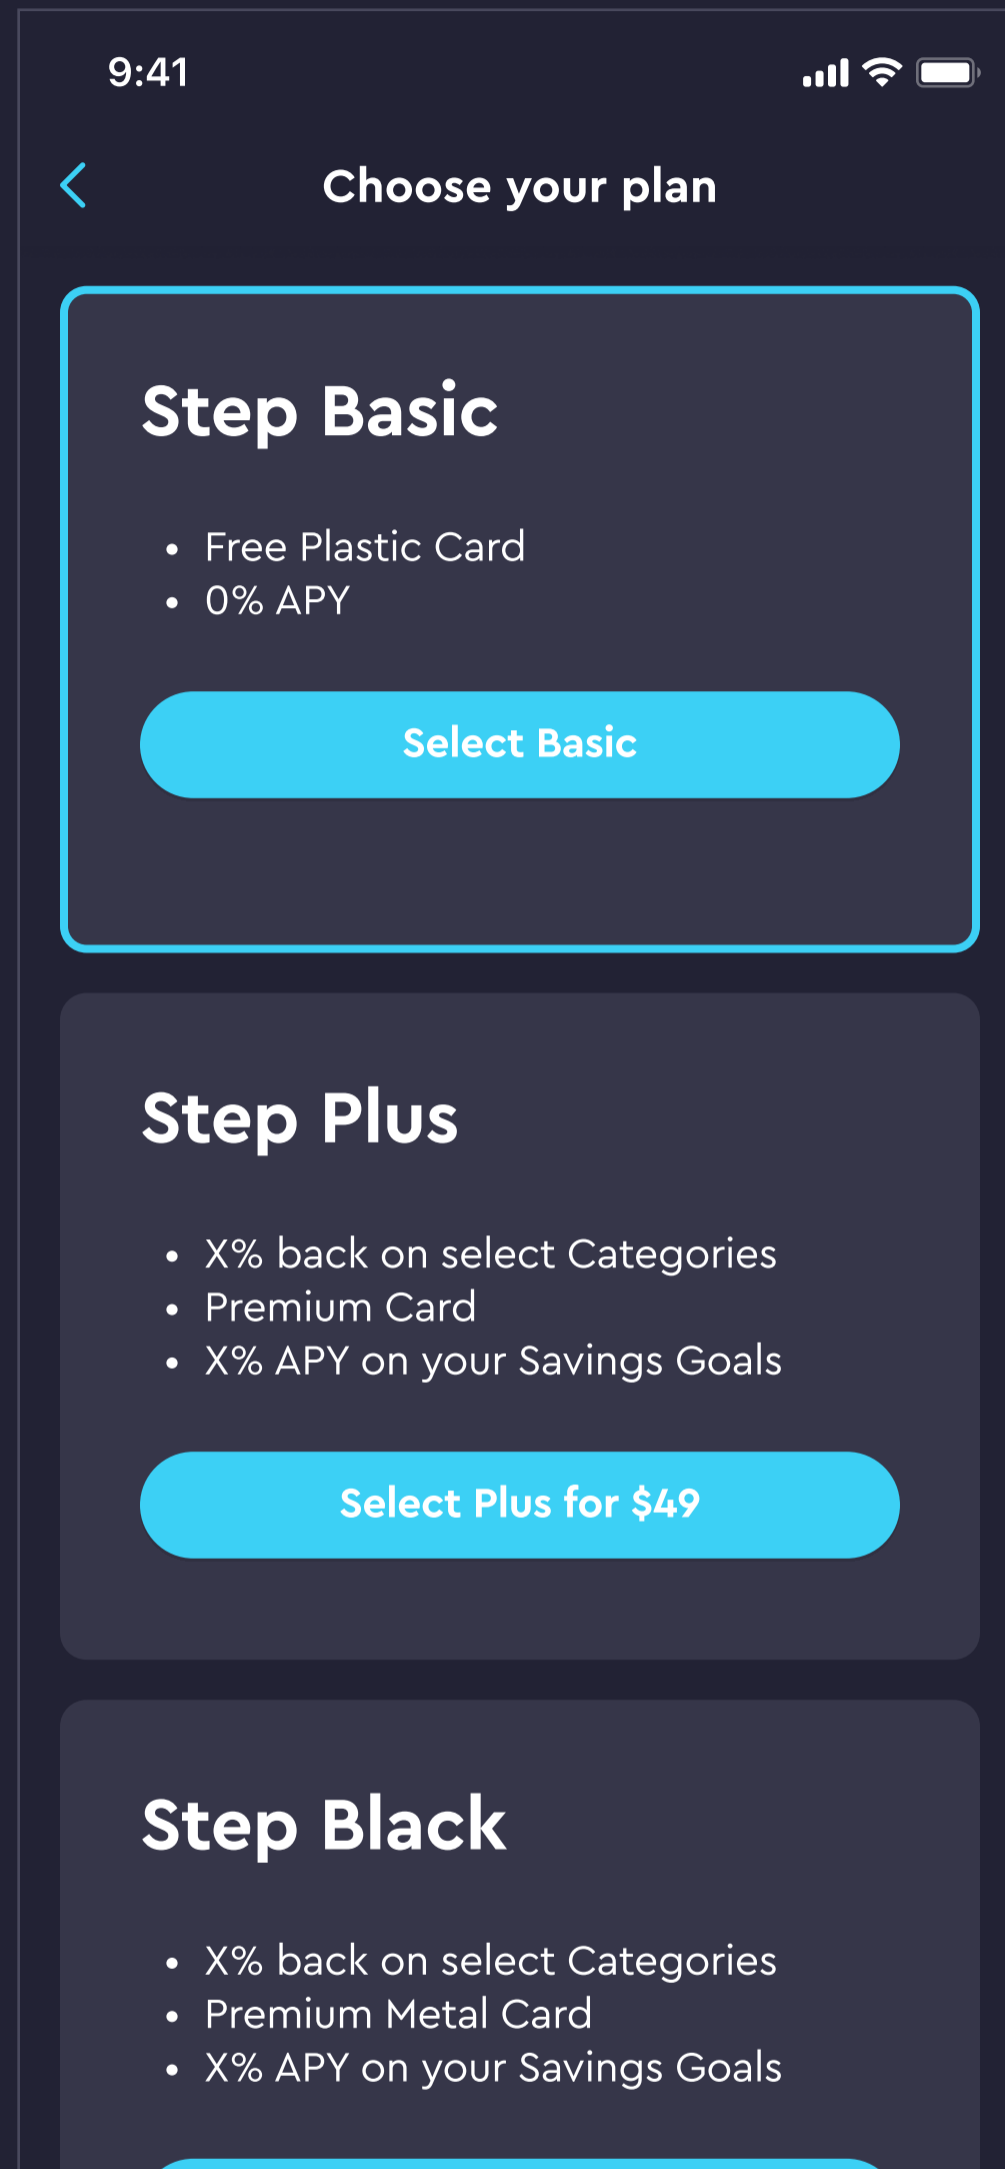 9:41
Choose your plan
Step Basic
• Free Plastic Card
• 0% APY
Select Basic
Step Plus
• X% back on select Categories
• Premium Card
• X% APY on your Savings Goals
Select Plus for $49
Step Black
• X% back on select Categories
• Premium Metal Card
• X% APY on your Savings Goals